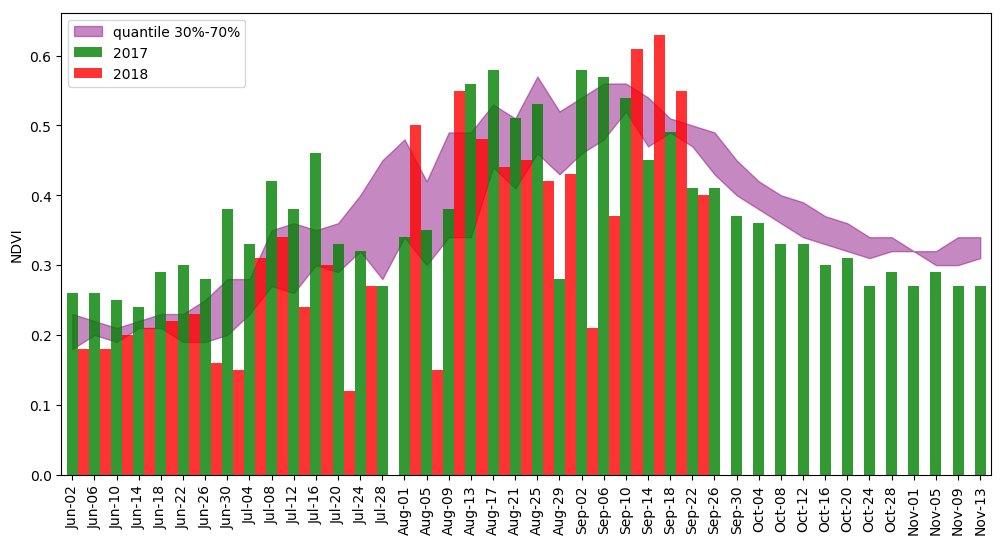 quantile 30%-70%
2017
2018
NDVI
0.6
0.5
0.4
0.3
0.2
0.1
0.0
Jun-02
Jun-06
Jun-10
Jun-14
Jun-18
Jun-22
Jun-26
Jun-30
Jul-04
Jul-08
Jul-12
Jul-16
Jul-20
Jul-24
Jul-28
Aug-01
Aug-05
Aug-09
Aug-13
Aug-17
Aug-21
Aug-25
Aug-29
Sep-02
Sep-06
Sep-10
Sep-14
Sep-18
Sep-22
Sep-26
Sep-30
Oct-04
Oct-08
Oct-12
Oct-16
Oct-20
Oct-24
Oct-28
Nov-01
Nov-05
Nov-09
Nov-13